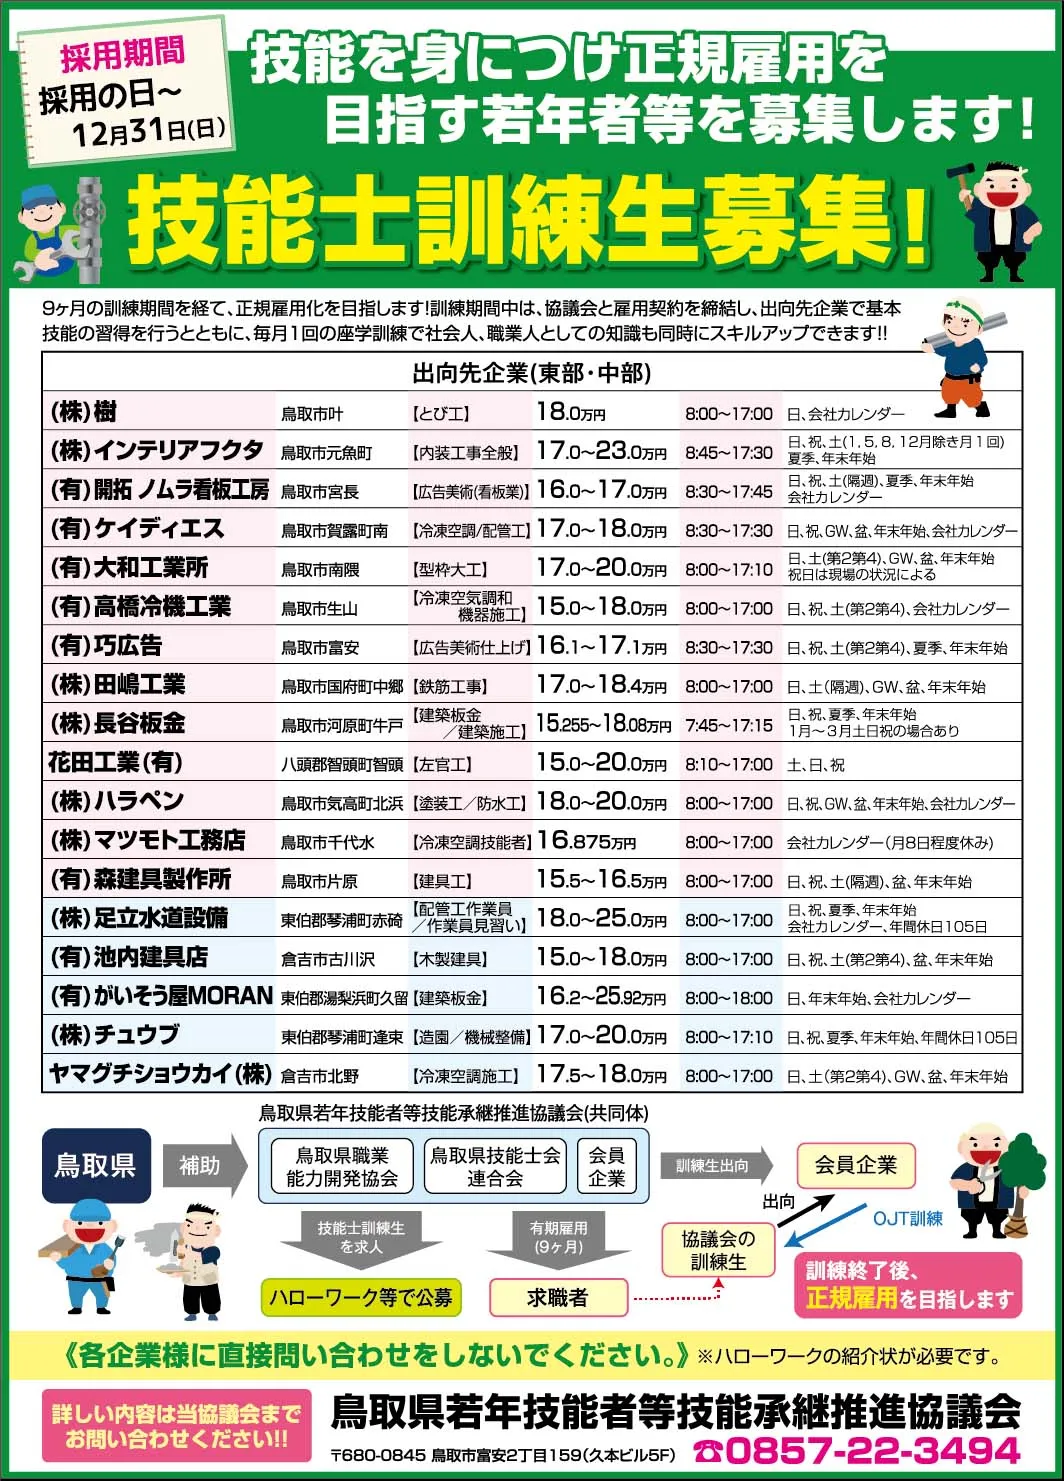 採用期間
採用の日〜
12月31日(日)
技能を身につけ正規雇用を
目指す若年者等を募集します!
技能士訓練生募集!
9ヶ月の訓練期間を経て、正規雇用化を目指します!訓練期間中は、協議会と雇用契約を締結し、出向先企業で基本
技能の習得を行うとともに、毎月1回の座学訓練で社会人、職業人としての知識も同時にスキルアップできます!!
出向先企業(東部・中部)
(株)樹 鳥取市叶 【とび工】 18.0万円 8:00〜17:00 日、会社カレンダー
(株)インテリアフクタ 鳥取市元魚町 【内装工事全般】 17.0〜23.0万円 8:45〜17:30 日、祝、土(1,5,8,12月除き月1回)
夏季、年末年始
(有)開拓 ノムラ看板工房 鳥取市宮長 【広告美術(看板業)】 16.0〜17.0万円 8:30〜17:45 日、祝、土(隔週)、夏季、年末年始
会社カレンダー
(有)ケイディエス 鳥取市賀露町南 【冷凍空調/配管工】 17.0〜18.0万円 8:30〜17:30 日、祝、GW、盆、年末年始、会社カレンダー
(有)大和工業所 鳥取市南隈 【型枠大工】 17.0〜20.0万円 8:00〜17:10 日、土(第2第4)、GW、盆、年末年始
祝日は現場の状況による
(有)高橋冷機工業 鳥取市生山 【冷凍空気調和
機器施工】 15.0〜18.0万円 8:00〜17:00 日、祝、土(第2第4)、会社カレンダー
(有)巧広告 鳥取市富安 【広告美術仕上げ】 16.1〜17.1万円 8:30〜17:30 日、祝、土(第2第4)、夏季、年末年始
(株)田嶋工業 鳥取市国府町中郷 【鉄筋工事】 17.0〜18.4万円 8:00〜17:00 日、土(隔週)、GW、盆、年末年始
(株)長谷板金 鳥取市河原町牛戸 【建築板金
/建築施工】 15.255〜18.08万円 7:45〜17:15 日、祝、夏季、年末年始
1月〜3月土日祝の場合あり
花田工業(有) 八頭郡智頭町智頭 【左官工】 15.0〜20.0万円 8:10〜17:00 土、日、祝
(株)ハラペン 鳥取市気高町北浜 【塗装工/防水工】 18.0〜20.0万円 8:00〜17:00 日、祝、GW、盆、年末年始、会社カレンダー
(株)マツモト工務店 鳥取市千代水 【冷凍空調技能者】 16.875万円 8:00〜17:00 会社カレンダー(月8日程度休み)
(有)森建具製作所 鳥取市片原 【建具工】 15.5〜16.5万円 8:00〜17:00 日、祝、土(隔週)、盆、年末年始
(株)足立水道設備 東伯郡琴浦町赤碕 【配管工作業員
/作業員見習い】 18.0〜25.0万円 8:00〜17:00 日、祝、夏季、年末年始
会社カレンダー、年間休日105日
(有)池内建具店 倉吉市古川沢 【木製建具】 15.0〜18.0万円 8:00〜17:00 日、祝、土(第2第4)、盆、年末年始
(有)がいそう屋MORAN 東伯郡湯梨浜町久留 【建築板金】 16.2〜25.92万円 8:00〜18:00 日、年末年始、会社カレンダー
(株)チュウブ 東伯郡琴浦町逢束 【造園/機械整備】 17.0〜20.0万円 8:00〜17:10 日、祝、夏季、年末年始、年間休日105日
ヤマグチショウカイ(株) 倉吉市北野 【冷凍空調施工】 17.5〜18.0万円 8:00〜17:00 日、土(第2第4)、GW、盆、年末年始
鳥取県若年技能者等技能承継推進協議会(共同体)
鳥取県
補助
鳥取県職業
能力開発協会
鳥取県技能士会
連合会
会員
企業
訓練生出向
会員企業
技能士訓練生
を求人
有期雇用
(9ヶ月)
出向
OJT訓練
協議会の
訓練生
ハローワーク等で公募
求職者
訓練終了後、
正規雇用を目指します
《各企業様に直接問い合わせをしないでください。》 ※ハローワークの紹介状が必要です。
詳しい内容は当協議会まで
お問い合わせください!!
鳥取県若年技能者等技能承継推進協議会
〒680-0845 鳥取市富安2丁目159(久本ビル5F) ☎0857-22-3494